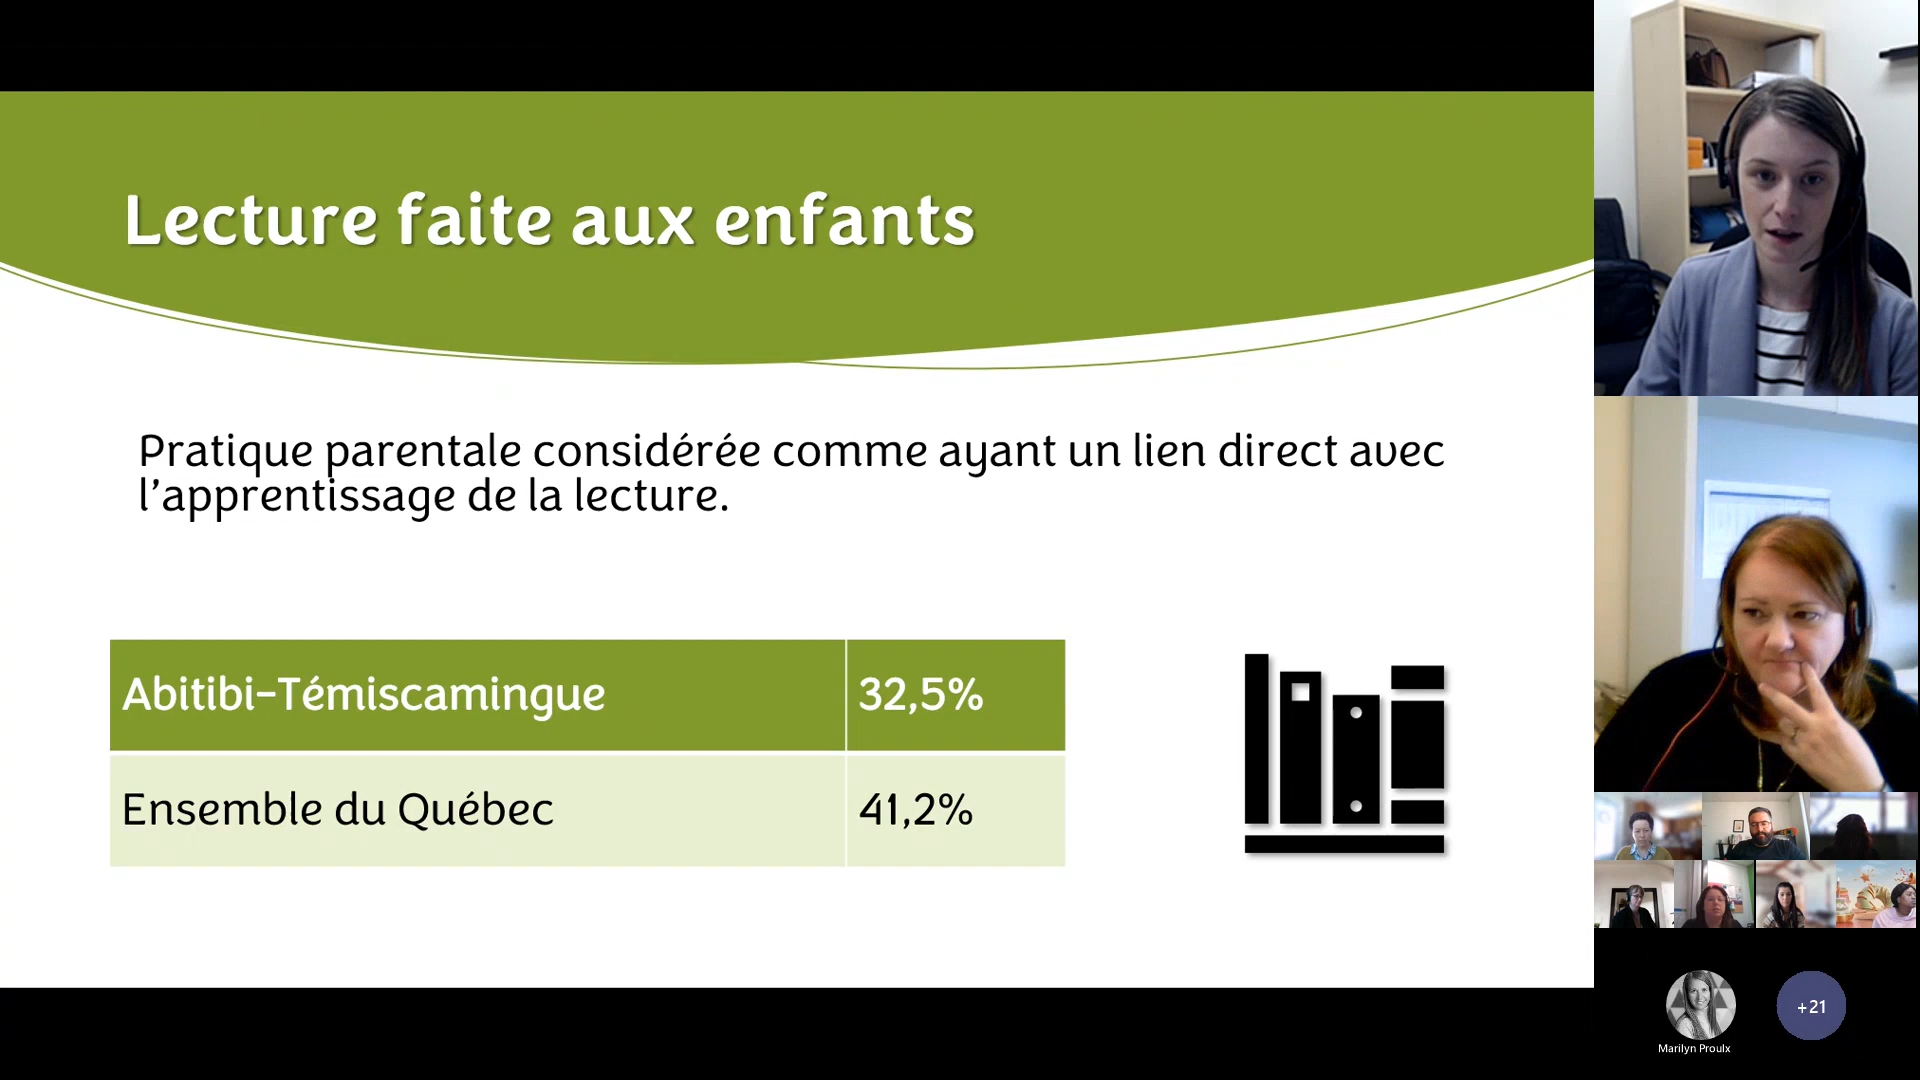 Lecture faite aux enfants
Pratique parentale considérée comme ayant un lien direct avec
l’apprentissage de la lecture.
Abitibi-Témiscamingue 32,5%
Ensemble du Québec 41,2%
Marilyn Proulx
+21